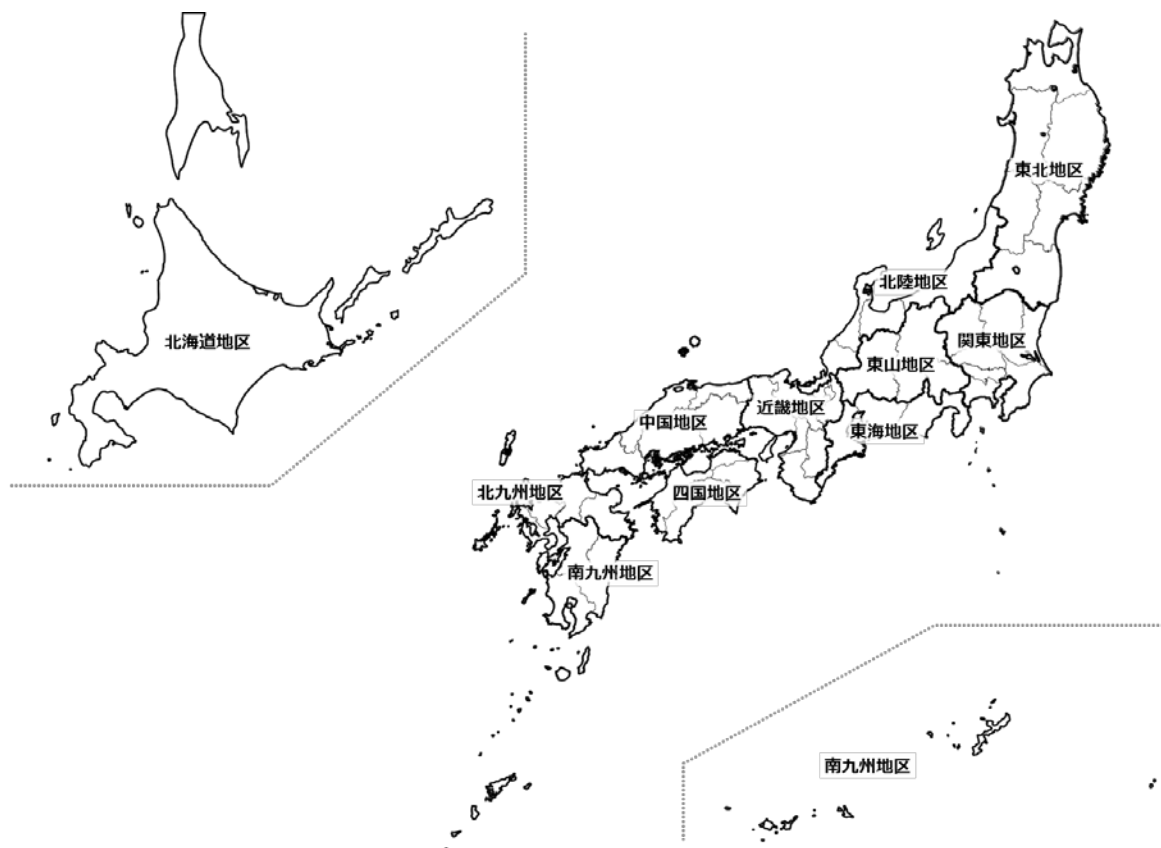 東北地区
北陸地区
北海道地区
関東地区
東山地区
近畿地区
中国地区
東海地区
北九州地区
四国地区
南九州地区
南九州地区